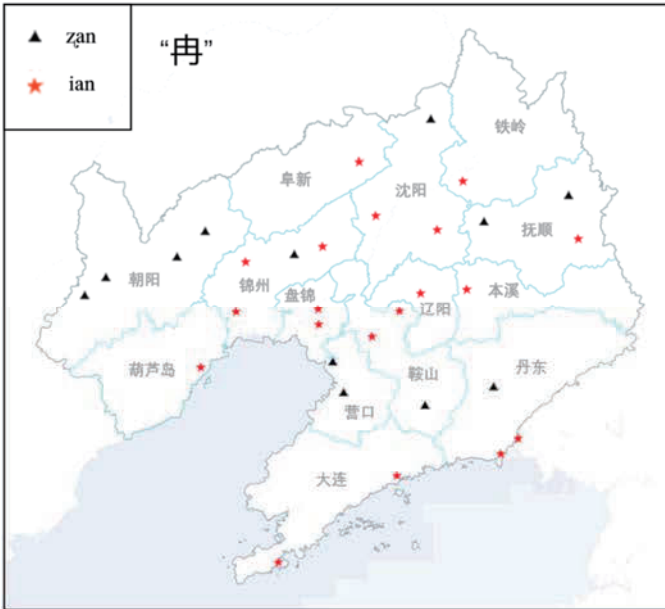 ʐan
ian
“冉”
铁岭
阜新
沈阳
抚顺
朝阳
锦州
盘锦
辽阳
本溪
葫芦岛
鞍山
丹东
营口
大连